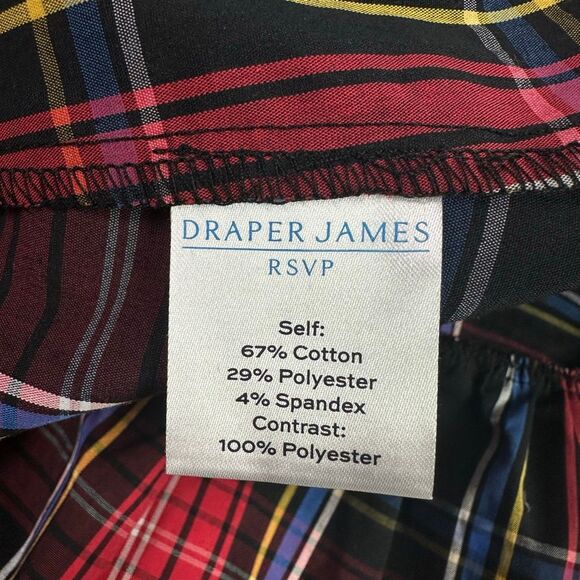 DRAPER JAMES
RSVP
Self:
67% Cotton
29% Polyester
4% Spandex
Contrast:
100% Polyester